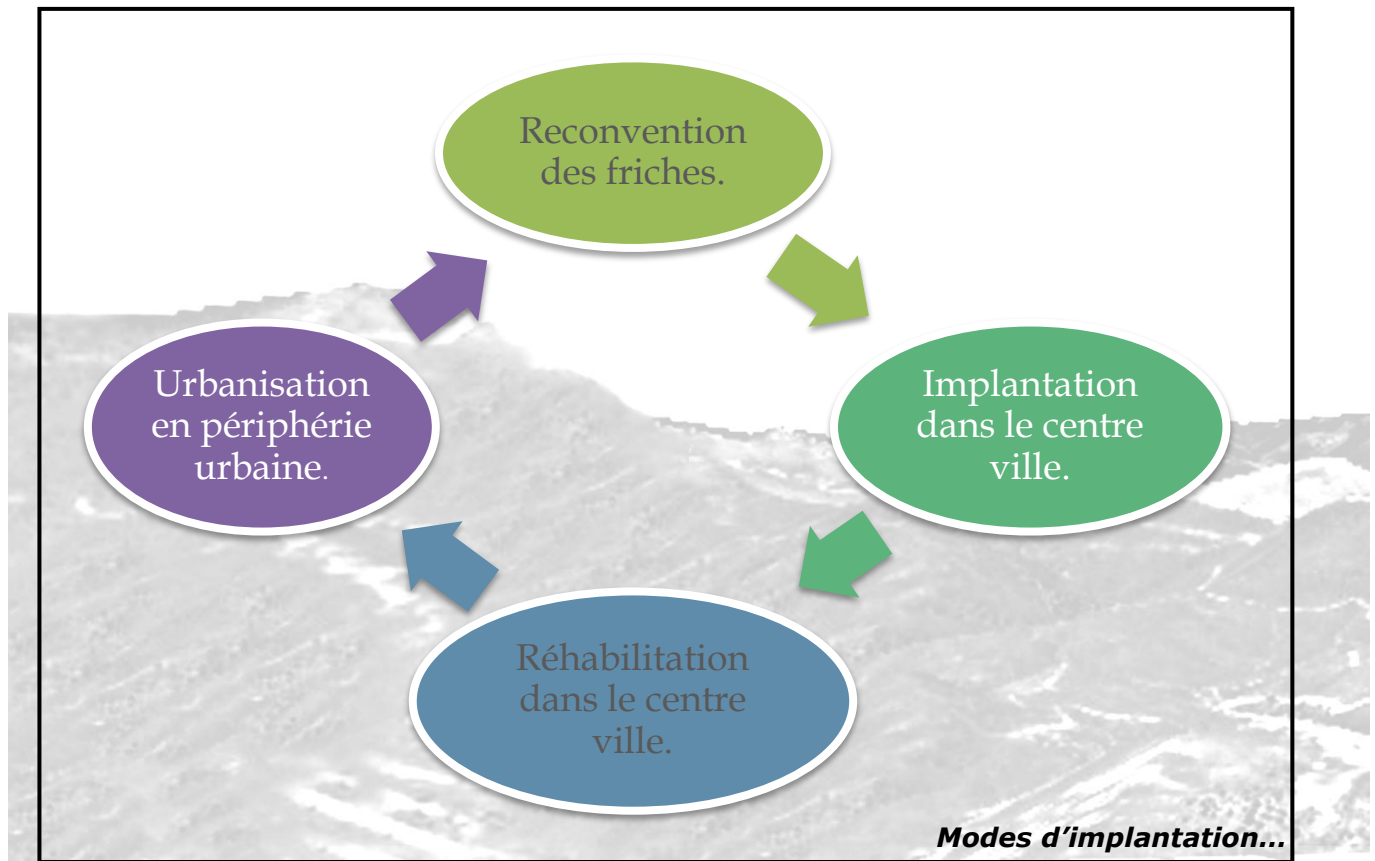 Reconvention
des friches.
Urbanisation
en périphérie
urbaine.
Implantation
dans le centre
ville.
Réhabilitation
dans le centre
ville.
Modes d’implantation…